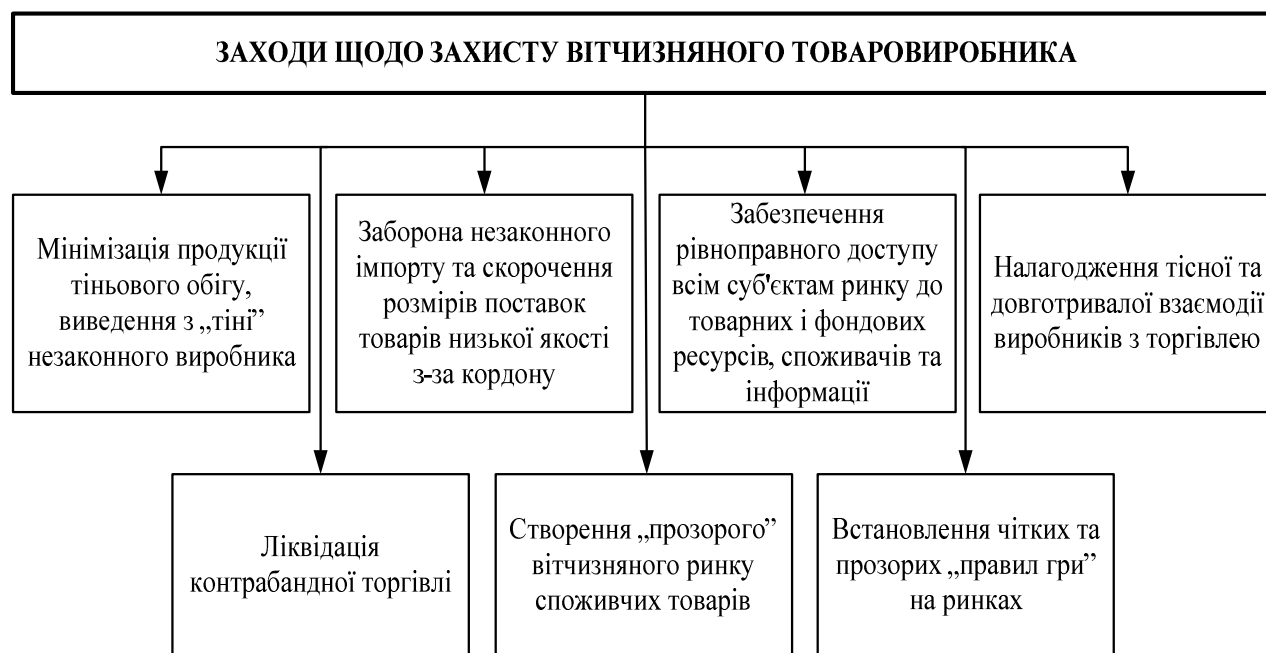 ЗАХОДИ ЩОДО ЗАХИСТУ ВІТЧИЗНЯНОГО ТОВАРОВИРОБНИКА
Мінімізація продукції
тіньового обігу,
виведення з „тіні”
незаконного виробника
Заборона незаконного
імпорту та скорочення
розмірів поставок
товарів низької якості
з-за кордону
Забезпечення
рівноправного доступу
всім суб'єктам ринку до
товарних і фондових
ресурсів, споживачів та
інформації
Налагодження тісної та
довготривалої взаємодії
виробників з торгівлею
Ліквідація
контрабандної торгівлі
Створення „прозорого”
вітчизняного ринку
споживчих товарів
Встановлення чітких та
прозорих „правил гри”
на ринках